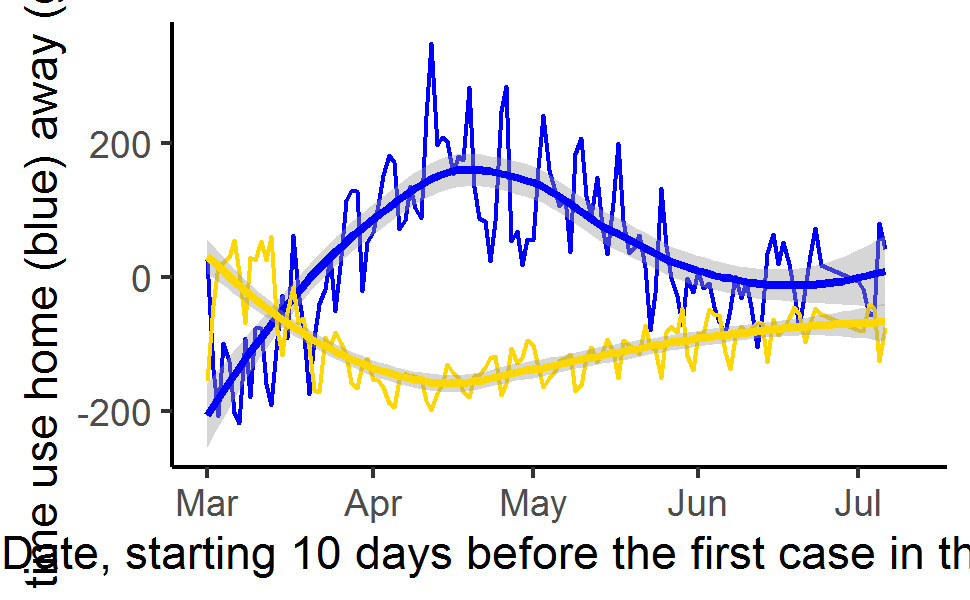 time use home (blue) away (
200
0
-200
Mar Apr May Jun Jul
Date, starting 10 days before the first case in th